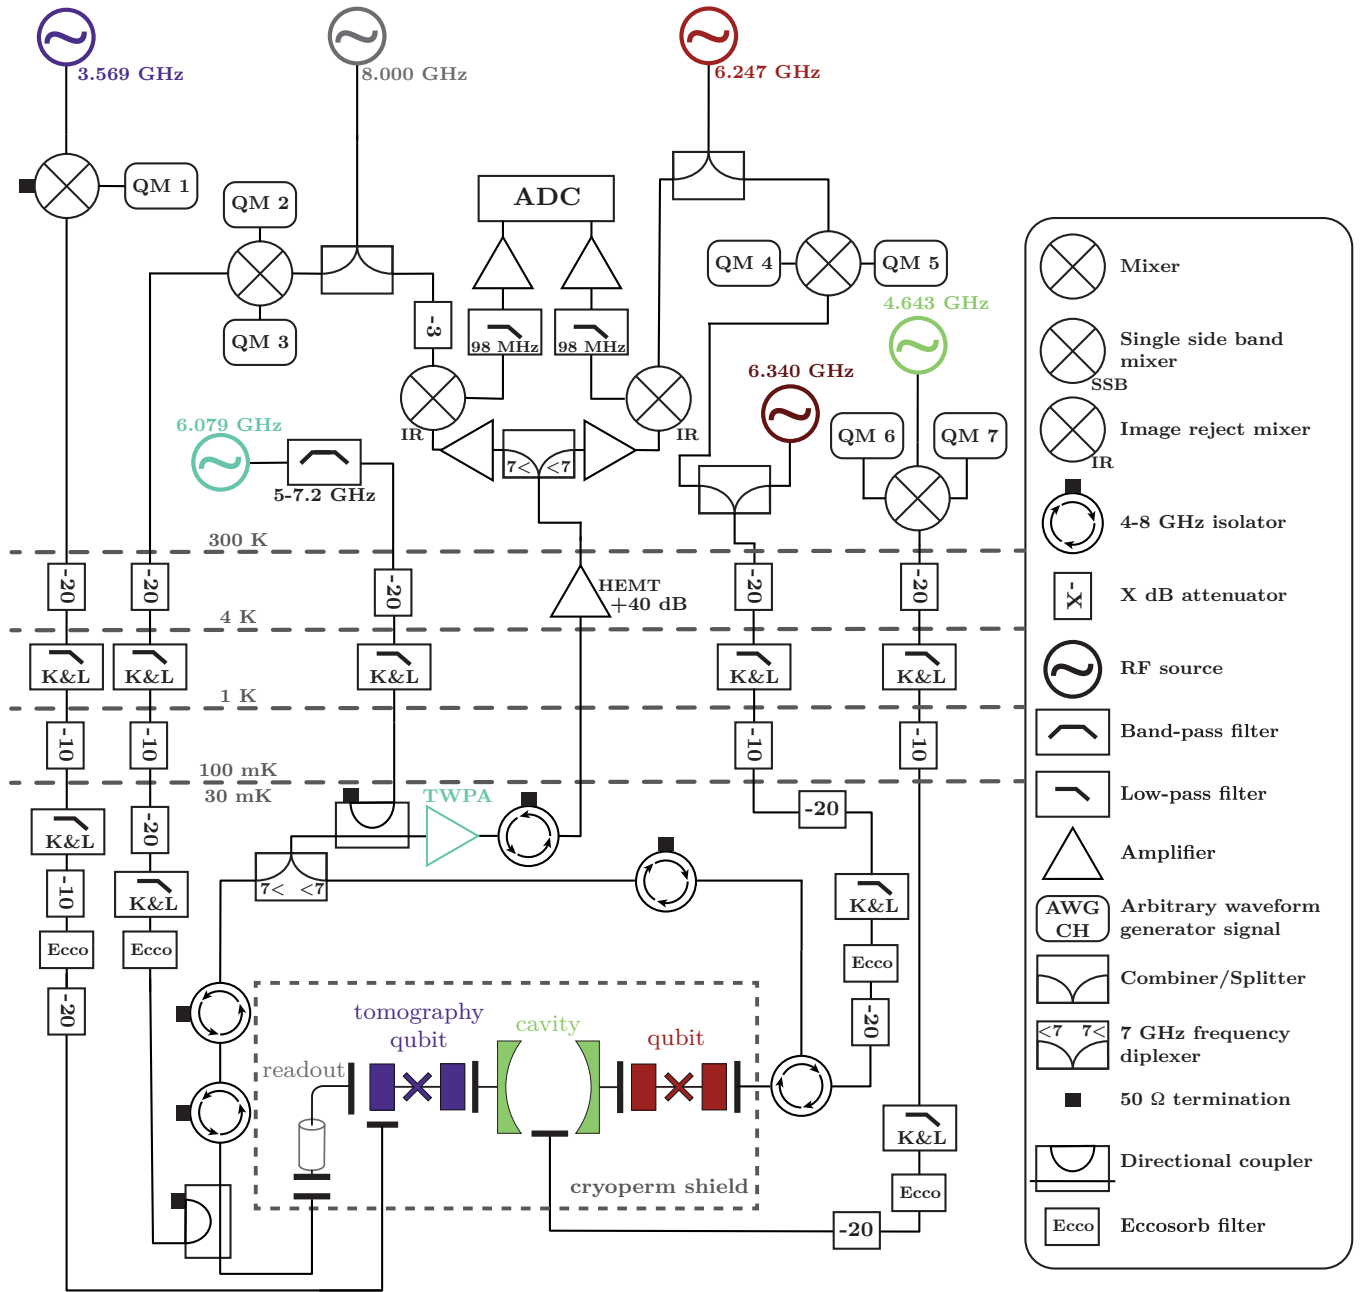 3.569 GHz
8.000 GHz
6.247 GHz
QM 1
QM 2
ADC
QM 3
-3
98 MHz
98 MHz
QM 4
QM 5
4.643 GHz
6.340 GHz
6.079 GHz
IR
IR
5-7.2 GHz
7<
<7
QM 6
QM 7
300 K
-20
-20
-20
HEMT
+40 dB
-20
-20
4 K
K&L
K&L
K&L
K&L
K&L
1 K
-10
-10
-10
-10
100 mK
30 mK
TWPA
-20
K&L
-20
7<
<7
-10
K&L
K&L
Ecco
Ecco
Ecco
-20
-20
tomography
qubit
cavity
qubit
readout
K&L
Ecco
cryoperm shield
-20
Mixer
Single side band
mixer
SSB
Image reject mixer
IR
4-8 GHz isolator
-X
X dB attenuator
RF source
Band-pass filter
Low-pass filter
Amplifier
AWG
CH
Arbitrary waveform
generator signal
Combiner/Splitter
<7
7<
7 GHz frequency
diplexer
50 Ω termination
Directional coupler
Ecco
Eccosorb filter